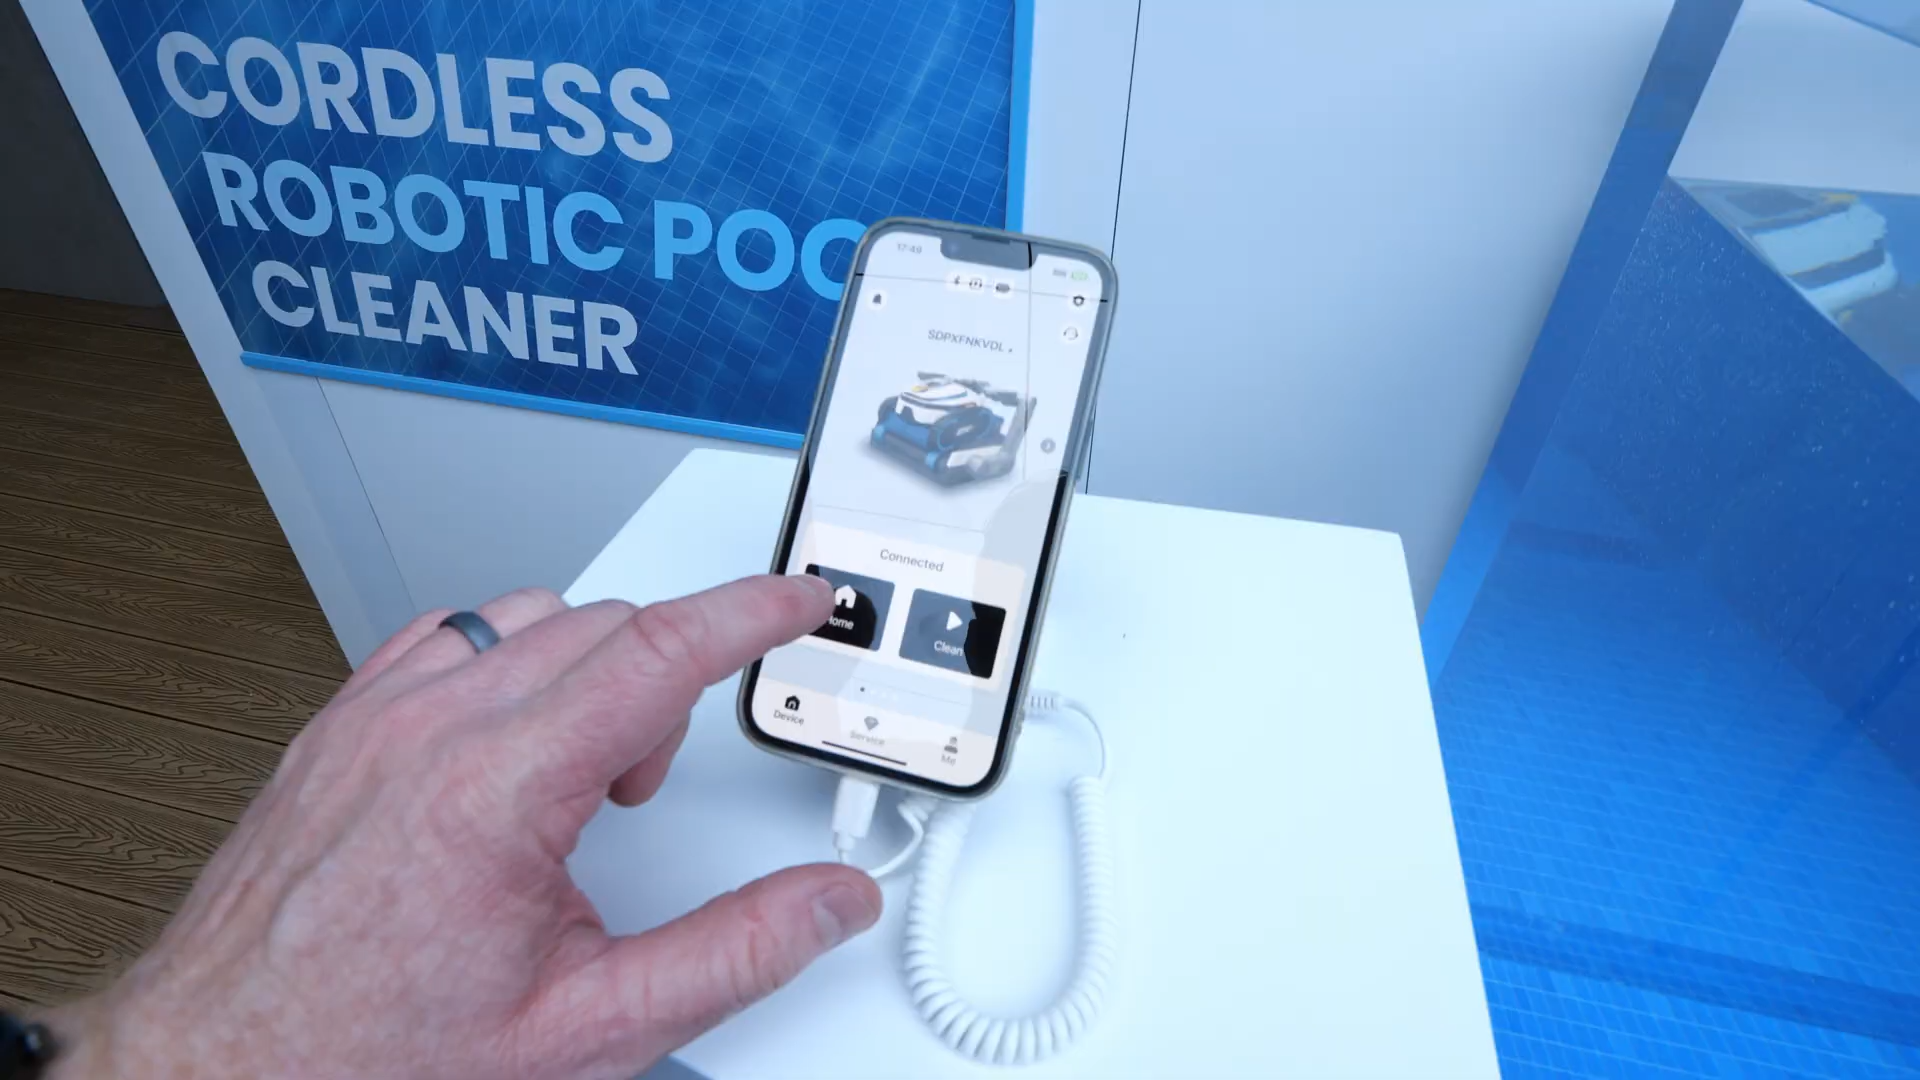 CORDLESS
ROBOTIC POO
CLEANER
17:49
SDPXFNKVDL
Connected
Home
Clean
Device
Service
Me